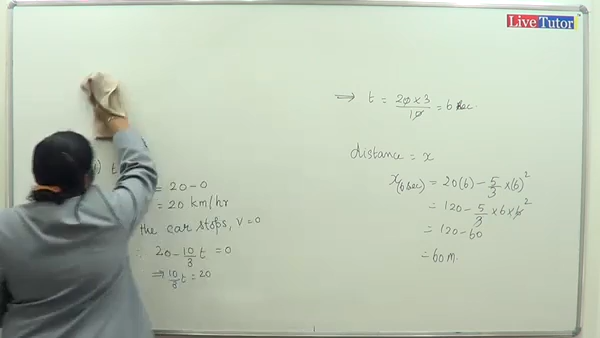 Live Tutor
) t
= 20 - 0
= 20 km/hr
the car stops, v = 0
∴ 20 - 10/3 t = 0
⇒ 10/3 t = 20
⇒ t = 20 × 3 / 10 = 6 sec.
distance = x
x(6 sec) = 20(6) - 5/3 × (6)²
= 120 - 5/3 × 6 × 6²
= 120 - 60
= 60 m.